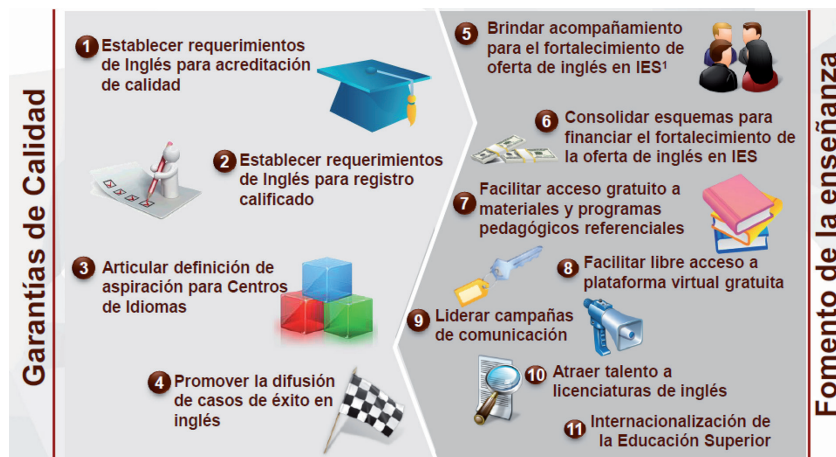 Garantías de Calidad
1 Establecer requerimientos
de Inglés para acreditación
de calidad
2 Establecer requerimientos
de Inglés para registro
calificado
3 Articular definición de
aspiración para Centros
de Idiomas
4 Promover la difusión
de casos de éxito en
inglés
5 Brindar acompañamiento
para el fortalecimiento de
oferta de inglés en IES¹
6 Consolidar esquemas para
financiar el fortalecimiento de
la oferta de inglés en IES
7 Facilitar acceso gratuito a
materiales y programas
pedagógicos referenciales
8 Facilitar libre acceso a
plataforma virtual gratuita
9 Liderar campañas
de comunicación
10 Atraer talento a
licenciaturas de inglés
11 Internacionalización de
la Educación Superior
Fomento de la enseñanza